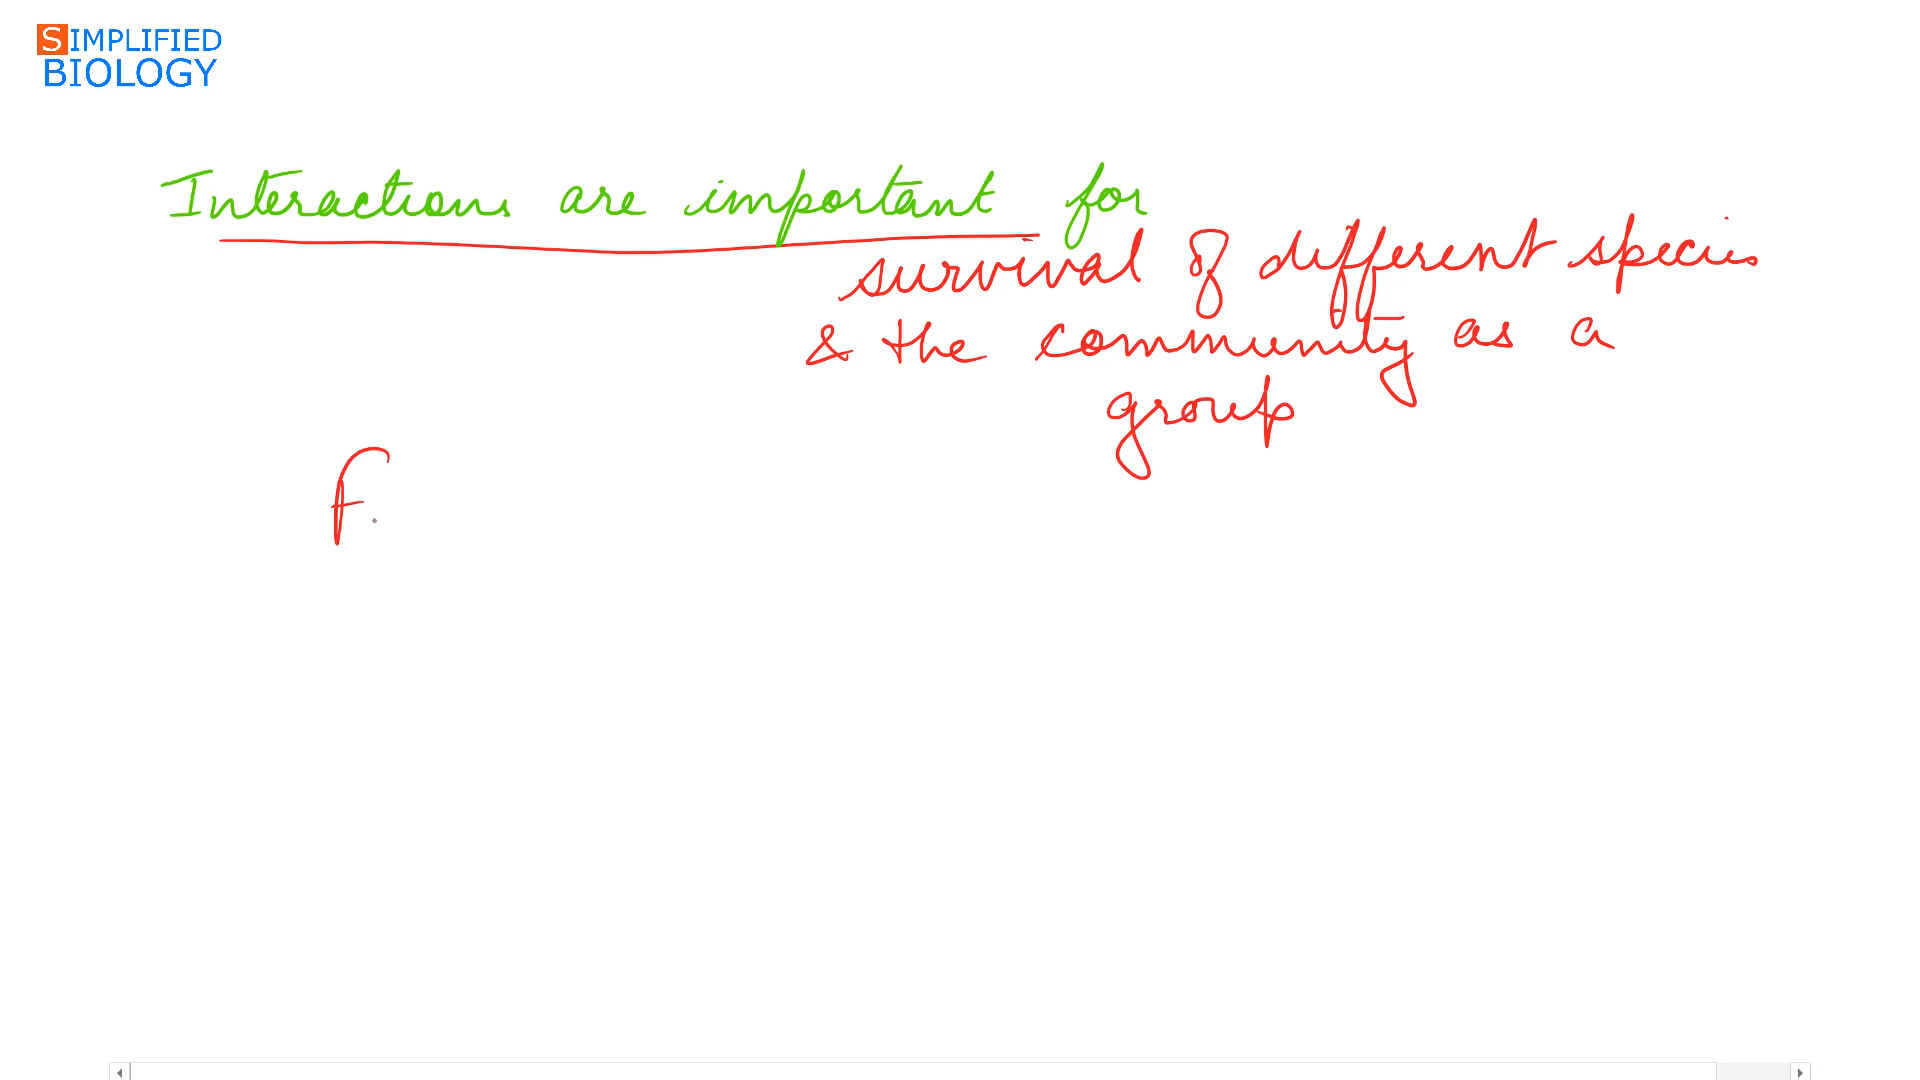 SIMPLIFIED
BIOLOGY
Interactions are important for
survival of different species
& the community as a
group
F